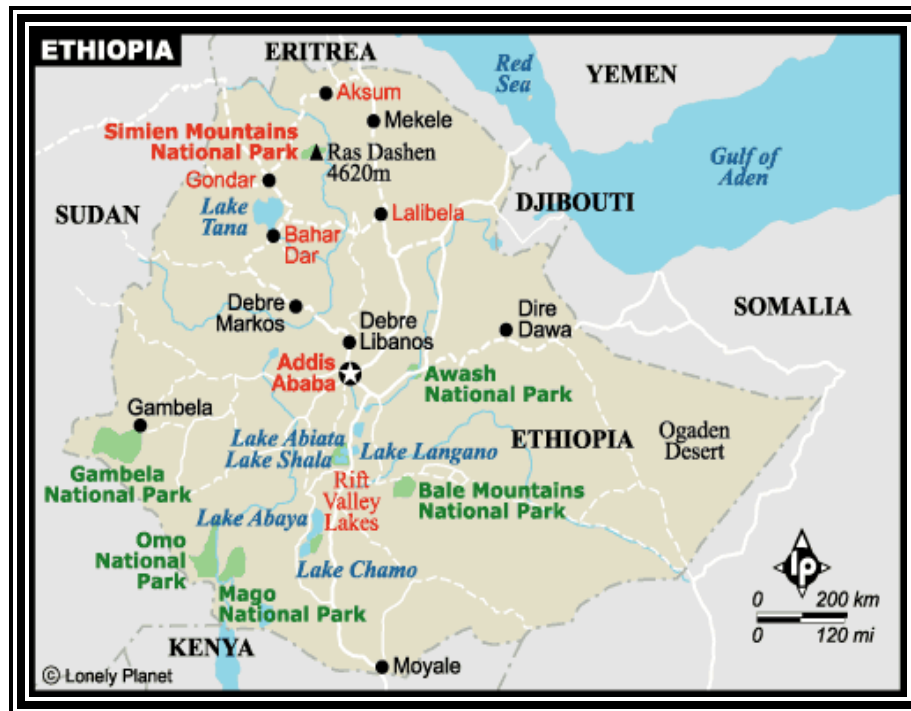 ETHIOPIA
ERITREA
Red
Sea
YEMEN
Aksum
Mekele
Simien Mountains
National Park
Ras Dashen
4620m
Gulf of
Aden
Gondar
SUDAN
Lake
Tana
Lalibela
DJIBOUTI
Bahar
Dar
SOMALIA
Debre
Markos
Debre
Libanos
Dire
Dawa
Addis
Ababa
Awash
National Park
Gambela
Lake Abiata
Lake Shala
Lake Langano
ETHIOPIA
Ogaden
Desert
Gambela
National Park
Rift
Valley
Lakes
Bale Mountains
National Park
Lake Abaya
Omo
National
Park
Lake Chamo
Mago
National Park
lp
0 200 km
0 120 mi
KENYA
Moyale
© Lonely Planet